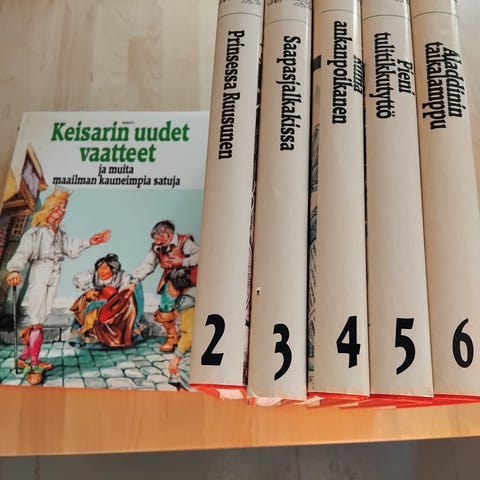 Keisarin uudet
vaatteet
ja muita
maailman kauneimpia satuja
Prinsessa Ruusunen
2
Saapasjalkakissa
3
Ruma
ankanpoikanen
4
Pieni
tulitikkutyttö
5
Aladdinin
taikalamppu
6